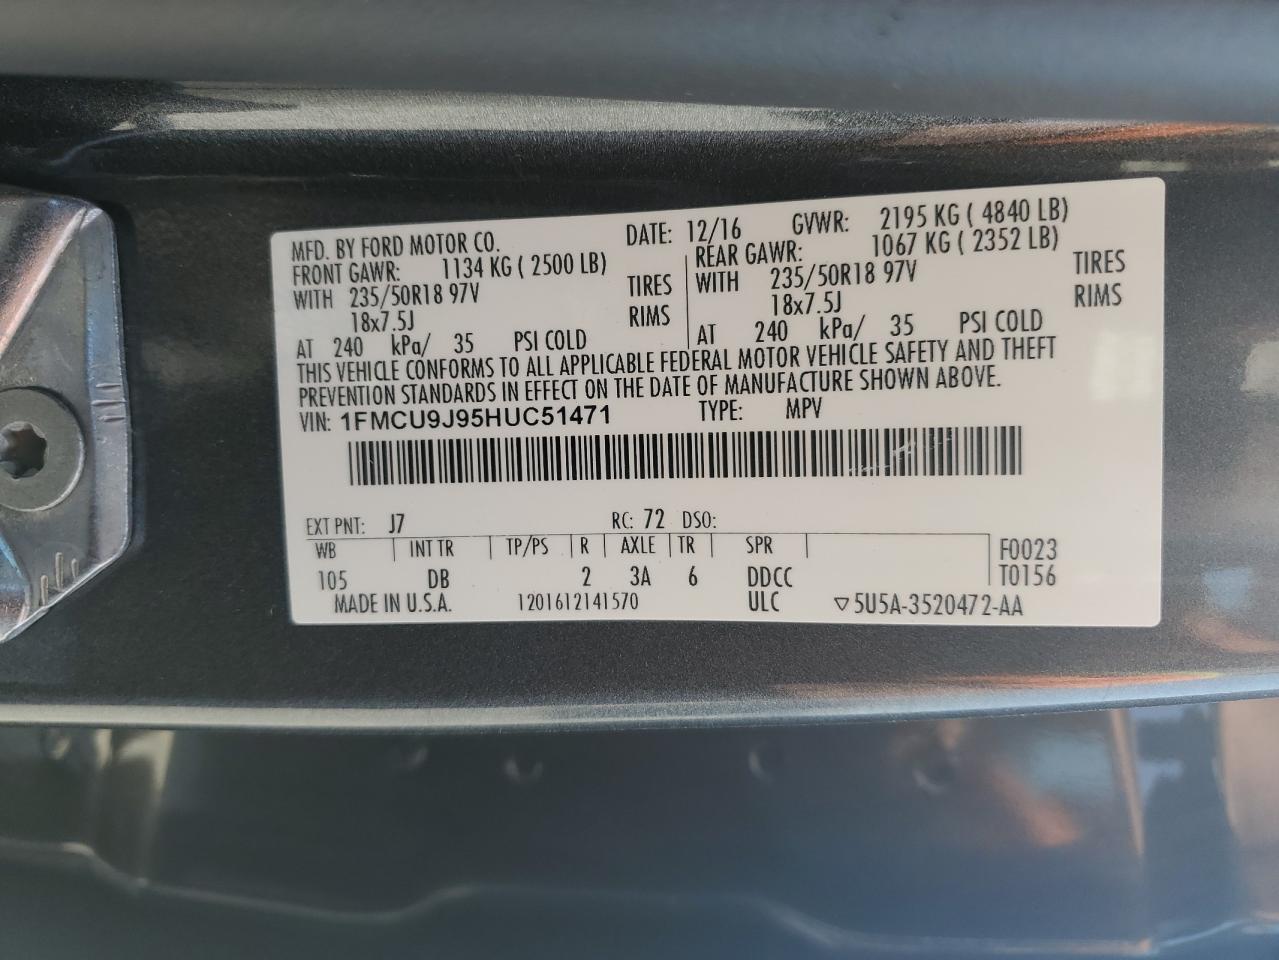 MFD. BY FORD MOTOR CO. DATE: 12/16 GVWR: 2195 KG ( 4840 LB)
FRONT GAWR: 1134 KG ( 2500 LB) REAR GAWR: 1067 KG ( 2352 LB)
WITH 235/50R18 97V TIRES WITH 235/50R18 97V TIRES
18x7.5J RIMS 18x7.5J RIMS
AT 240 kPa/ 35 PSI COLD AT 240 kPa/ 35 PSI COLD
THIS VEHICLE CONFORMS TO ALL APPLICABLE FEDERAL MOTOR VEHICLE SAFETY AND THEFT
PREVENTION STANDARDS IN EFFECT ON THE DATE OF MANUFACTURE SHOWN ABOVE.
VIN: 1FMCU9J95HUC51471 TYPE: MPV
EXT PNT: J7 RC: 72 DSO:
WB INT TR TP/PS R AXLE TR SPR F0023
105 DB 2 3A 6 DDCC T0156
MADE IN U.S.A. 1201612141570 ULC ▽5U5A-3520472-AA